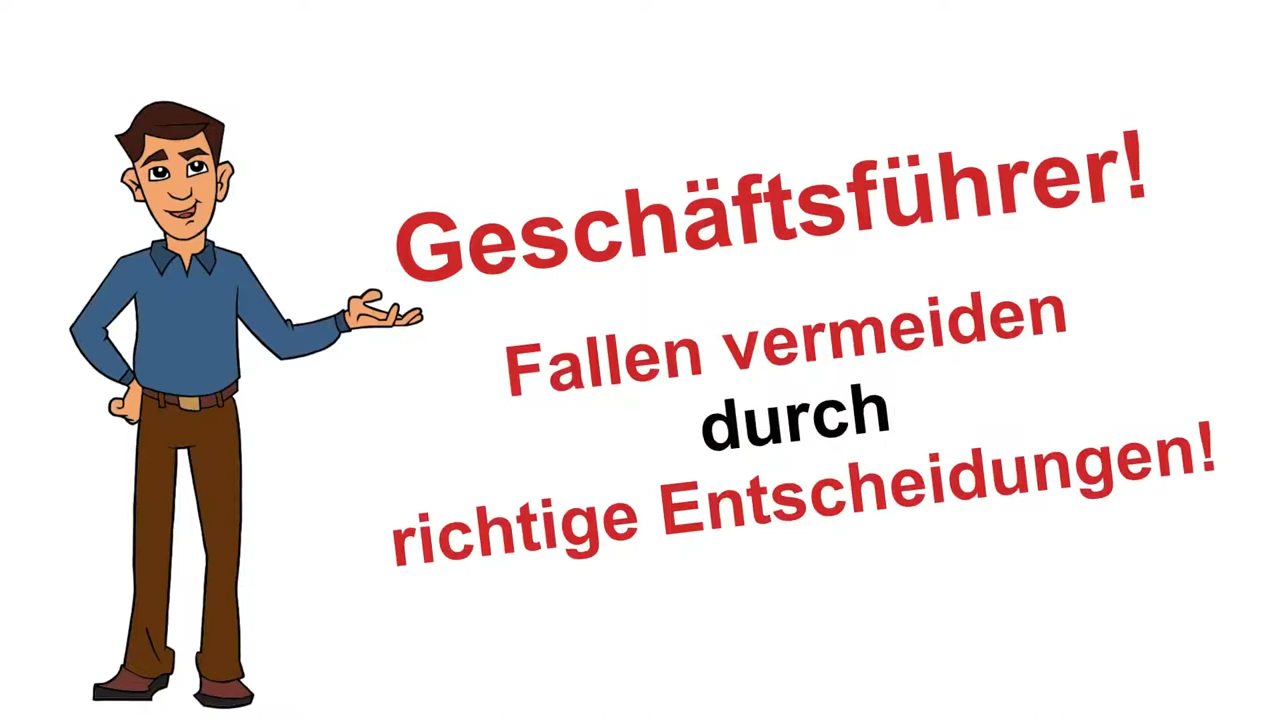 Geschäftsführer!
Fallen vermeiden
durch
richtige Entscheidungen!